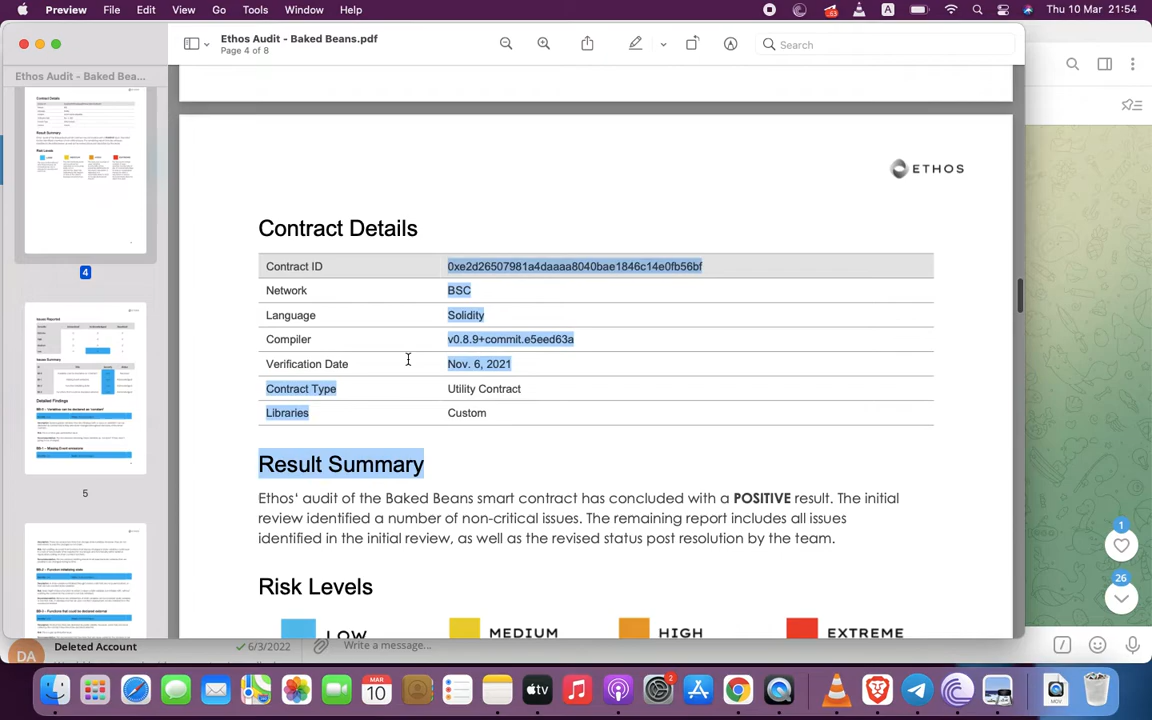 Preview File Edit View Go Tools Window Help
63 A Thu 10 Mar 21:54
Ethos Audit - Baked Beans.pdf
Page 4 of 8
Search
Ethos Audit - Baked Bea...
4
5
ETHOS
Contract Details
Contract ID 0xe2d26507981a4daaaa8040bae1846c14e0fb56bf
Network BSC
Language Solidity
Compiler v0.8.9+commit.e5eed63a
Verification Date Nov. 6, 2021
Contract Type Utility Contract
Libraries Custom
Result Summary
Ethos' audit of the Baked Beans smart contract has concluded with a POSITIVE result. The initial
review identified a number of non-critical issues. The remaining report includes all issues
identified in the initial review, as well as the revised status post resolution by the team.
Risk Levels
LOW MEDIUM HIGH EXTREME
1
26
DA Deleted Account 6/3/2022 Write a message...
MAR
10
tv
2